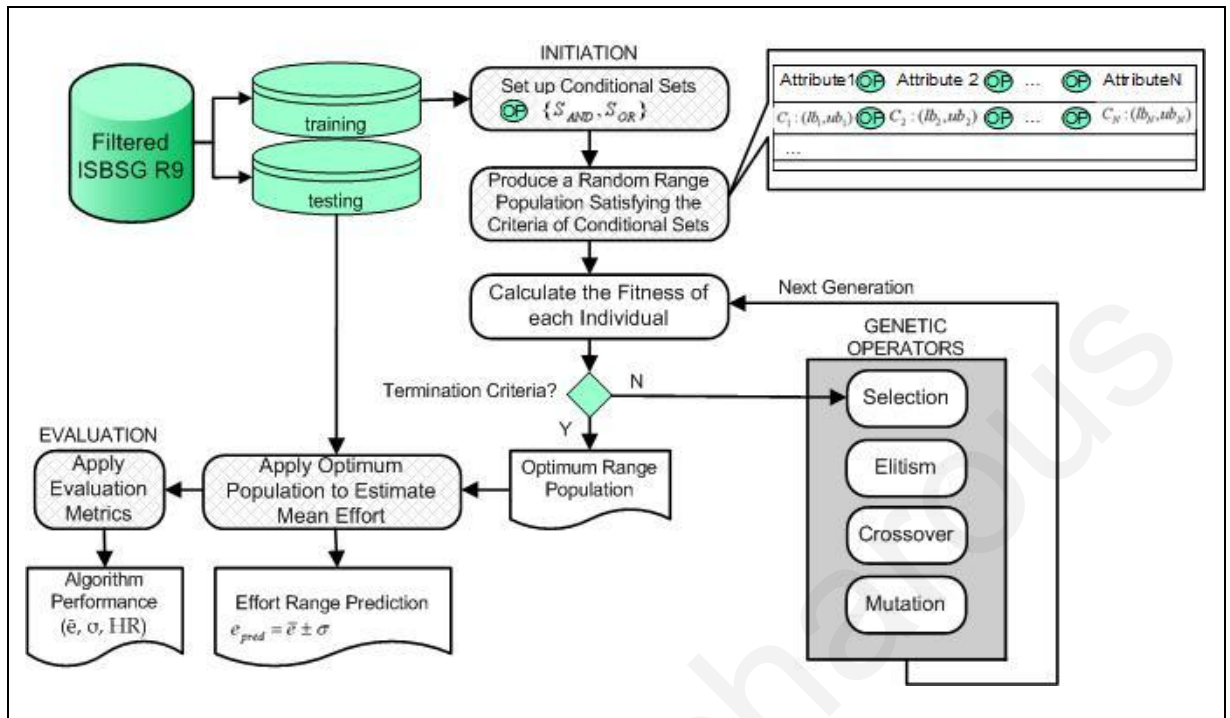 INITIATION
Set up Conditional Sets
OP {S_AND, S_OR}
Filtered
ISBSG R9
training
testing
Attribute1 OP Attribute 2 OP ... OP AttributeN
C_1 : (lb_1, ub_1) OP C_2 : (lb_2, ub_2) OP ... OP C_N : (lb_N, ub_N)
...
Produce a Random Range
Population Satisfying the
Criteria of Conditional Sets
Calculate the Fitness of
each Individual
Next Generation
GENETIC
OPERATORS
Selection
Elitism
Crossover
Mutation
Termination Criteria?
N
Y
Optimum Range
Population
Apply Optimum
Population to Estimate
Mean Effort
EVALUATION
Apply
Evaluation
Metrics
Algorithm
Performance
(ē, σ, HR)
Effort Range Prediction
e_pred = ē ± σ